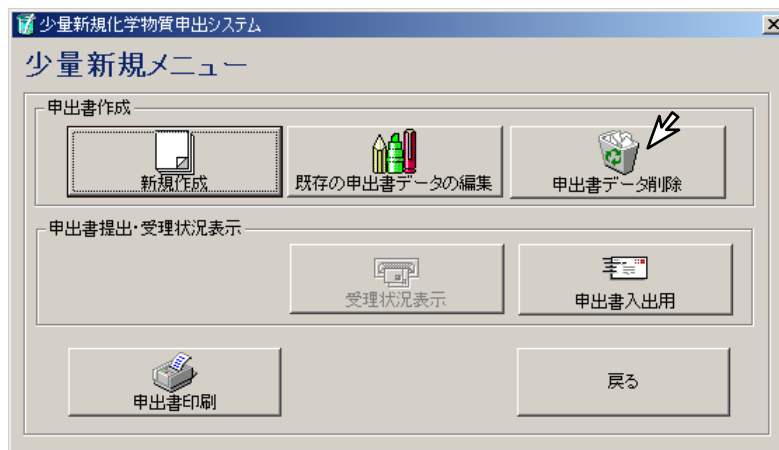 少量新規化学物質申出システム
少量新規メニュー
申出書作成
新規作成
既存の申出書データの編集
申出書データ削除
申出書提出・受理状況表示
受理状況表示
申出書入出用
申出書印刷
戻る